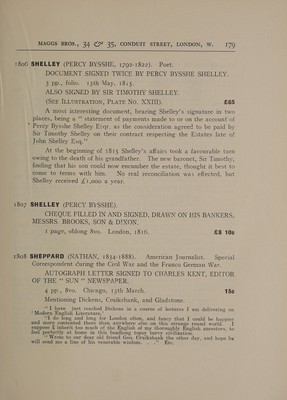 MAGGS BROS., 34 & 35, CONDUIT STREET, LONDON, W. 179
1806 SHELLEY (PERCY BYSSHE, 1792-1822). Poet.
DOCUMENT SIGNED TWICE BY PERCY BYSSHE SHELLEY.
3 pp., folio. 13th May, 1815.
ALSO SIGNED BY SIR TIMOTHY SHELLEY.
(SEE ILLUSTRATION, PLATE NO. XXIII). £65
A most interesting document, bearing Shelley's signature in two
places, being a "statement of payments made to or on the account of
Percy Bysshe Shelley Esqr. as the consideration agreed to be paid by
Sir Timothy Shelley on their contract respecting the Estates late of
John Shelley Esq."
At the beginning of 1815 Shelley's affairs took a favourable turn
owing to the death of his grandfather. The new baronet, Sir Timothy,
finding that his son could now encumber the estate, thought it best to
come to terms with him. No real reconciliation was effected, but
Shelley received £1,000 a year.
1807 SHELLEY (PERCY BYSSHE).
CHEQUE FILLED IN AND SIGNED, DRAWN ON HIS BANKERS,
MESSRS. BROOKS, SON & DIXON.
1 page, oblong 8vo. London, 1816. £8 10s
1808 SHEPPARD (NATHAN, 1834-1888). American Journalist. Special
Correspondent during the Civil War and the Franco German War.
AUTOGRAPH LETTER SIGNED TO CHARLES KENT, EDITOR
OF THE "SUN" NEWSPAPER.
4 pp., 8vo. Chicago, 13th March. 15s
Mentioning Dickens, Cruikshank, and Gladstone.
"I have just reached Dickens in a course of lectures I am delivering on
'Modern English Literature.'
"I do long and long for London often, and fancy that I could be happier
and more contented there than anywhere else on this strange round world. I
suppose I inherit too much of the English of my thoroughly English ancestors, to
feel perfectly at home in this bundling topsy turvy civilization.
"Wrote to our dear old friend Geo. Cruikshank the other day, and hope he
will send me a line of his venerable wisdom. . . ." Etc.